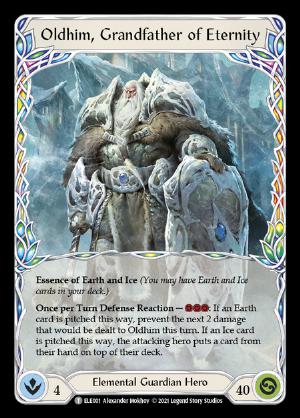 Oldhim, Grandfather of Eternity
Essence of Earth and Ice (You may have Earth and Ice
cards in your deck.)
Once per Turn Defense Reaction — : If an Earth
card is pitched this way, prevent the next 2 damage
that would be dealt to Oldhim this turn. If an Ice card
is pitched this way, the attacking hero puts a card from
their hand on top of their deck.
4
Elemental Guardian Hero
40
ELE001 Alexander Mokhov © 2021 Legend Story Studios